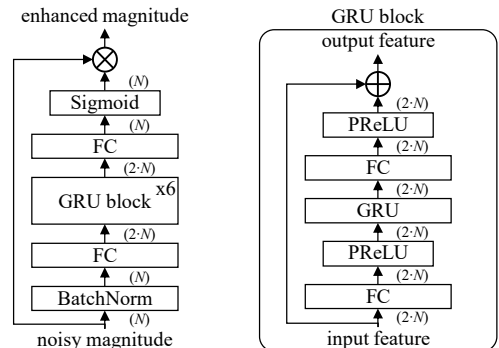 enhanced magnitude
(N)
Sigmoid
(N)
FC
(2·N)
GRU block x6
(2·N)
FC
(N)
BatchNorm
(N)
noisy magnitude
GRU block
output feature
(2·N)
PReLU
(2·N)
FC
(2·N)
GRU
(2·N)
PReLU
(2·N)
FC
(2·N)
input feature